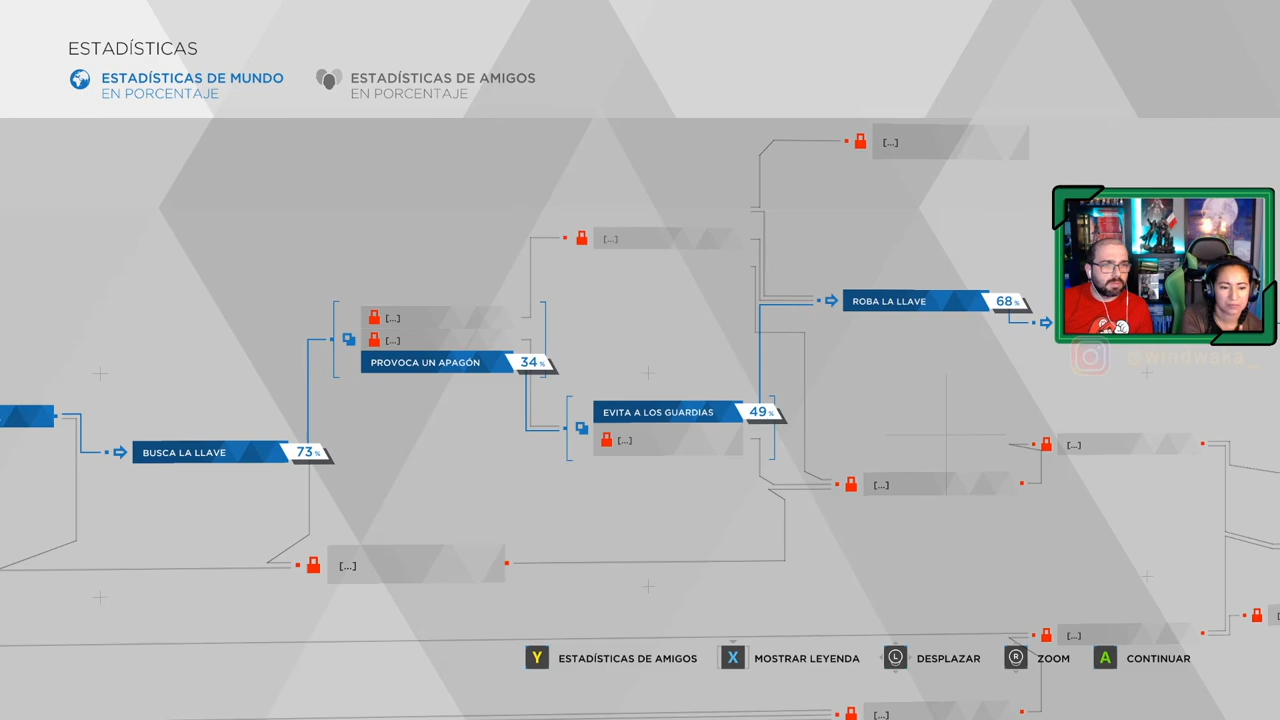 ESTADÍSTICAS
ESTADÍSTICAS DE MUNDO
EN PORCENTAJE
ESTADÍSTICAS DE AMIGOS
EN PORCENTAJE
[...]
[...]
ROBA LA LLAVE 68%
[...]
[...]
PROVOCA UN APAGÓN 34%
@windwaka_
EVITA A LOS GUARDIAS 49%
[...]
BUSCA LA LLAVE 73%
[...]
[...]
[...]
[...]
Y ESTADÍSTICAS DE AMIGOS
X MOSTRAR LEYENDA
L DESPLAZAR
R ZOOM
A CONTINUAR
[...]